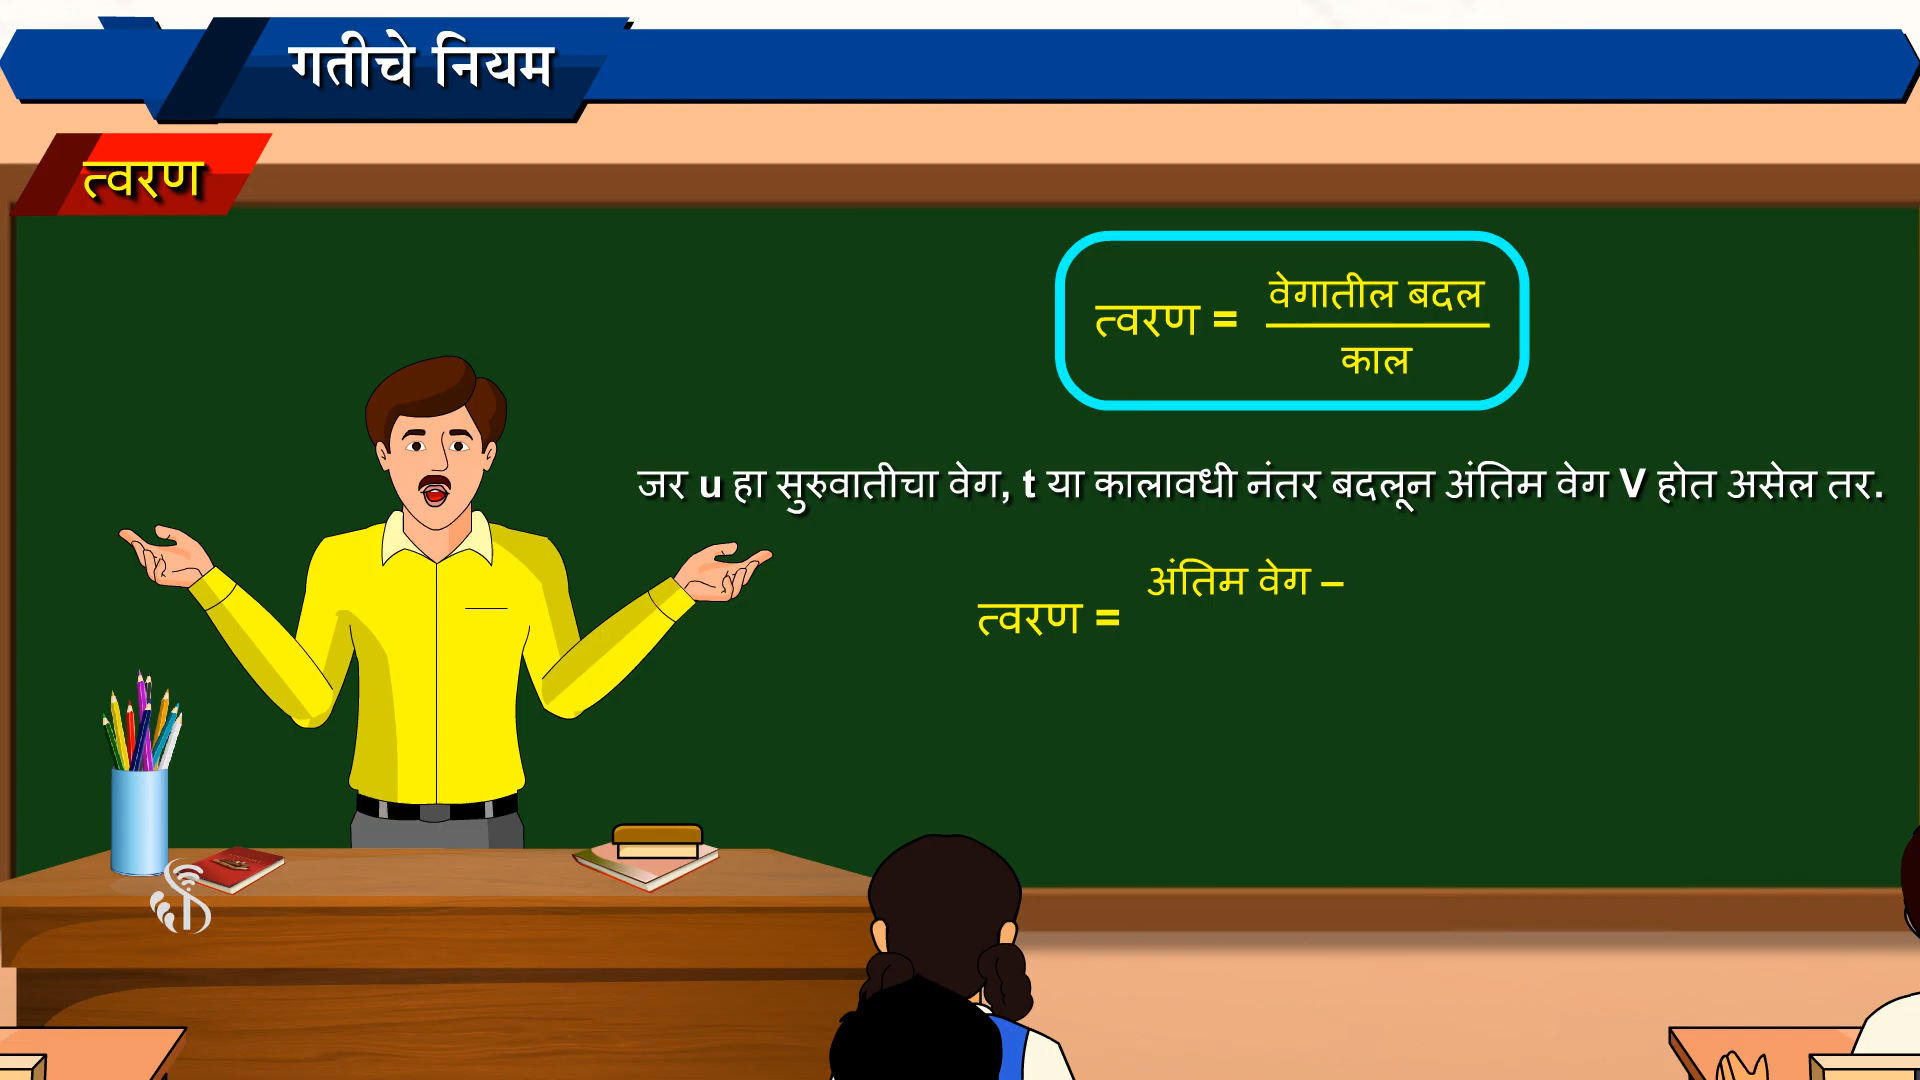 गतीचे नियम
त्वरण
त्वरण = वेगातील बदल
काल
जर u हा सुरुवातीचा वेग, t या कालावधी नंतर बदलून अंतिम वेग V होत असेल तर.
त्वरण = अंतिम वेग –